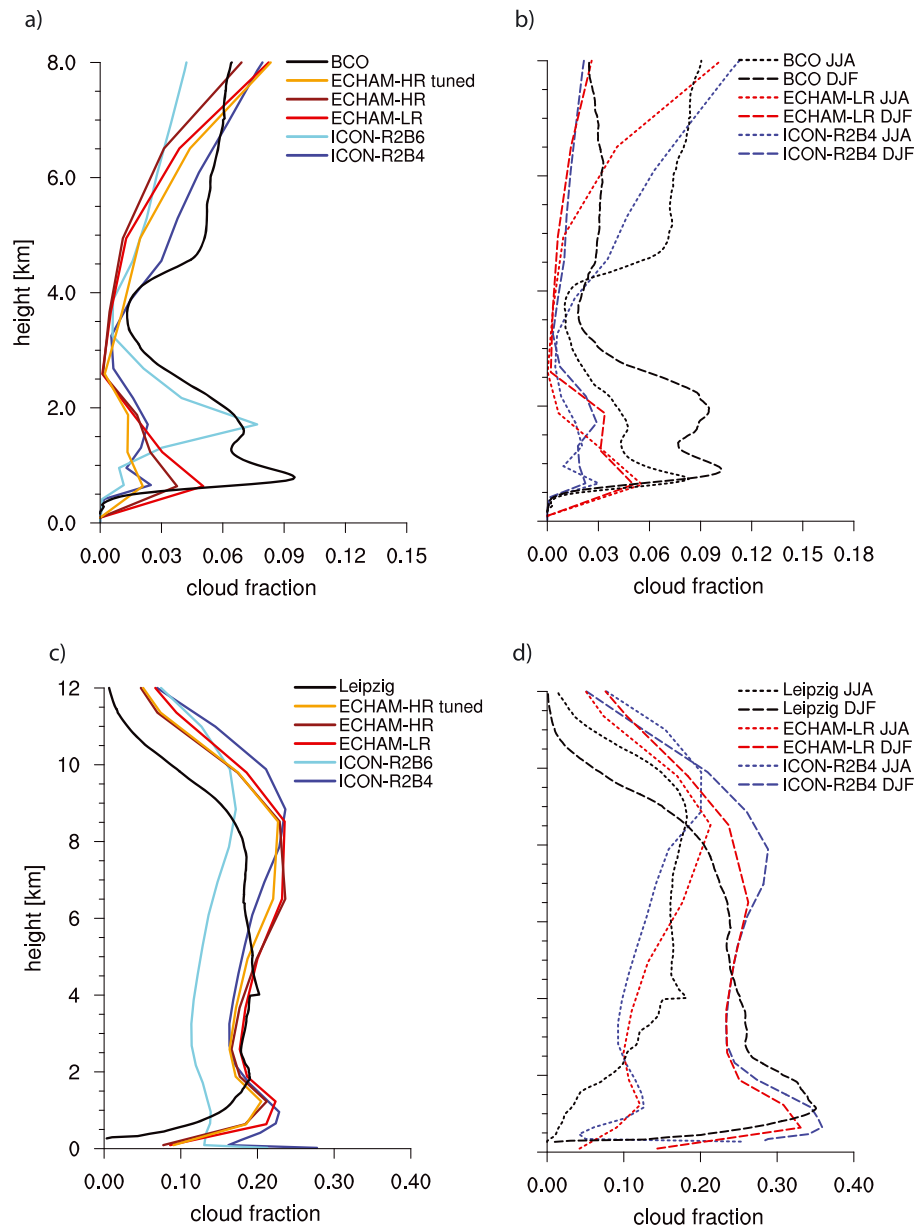 a)
8.0
6.0
4.0
2.0
0.0
height [km]
BCO
ECHAM-HR tuned
ECHAM-HR
ECHAM-LR
ICON-R2B6
ICON-R2B4
0.00 0.03 0.06 0.09 0.12 0.15
cloud fraction
b)
BCO JJA
BCO DJF
ECHAM-LR JJA
ECHAM-LR DJF
ICON-R2B4 JJA
ICON-R2B4 DJF
0.00 0.03 0.06 0.09 0.12 0.15 0.18
cloud fraction
c)
12
10
8
6
4
2
0
height [km]
Leipzig
ECHAM-HR tuned
ECHAM-HR
ECHAM-LR
ICON-R2B6
ICON-R2B4
0.00 0.10 0.20 0.30 0.40
cloud fraction
d)
Leipzig JJA
Leipzig DJF
ECHAM-LR JJA
ECHAM-LR DJF
ICON-R2B4 JJA
ICON-R2B4 DJF
0.00 0.10 0.20 0.30 0.40
cloud fraction